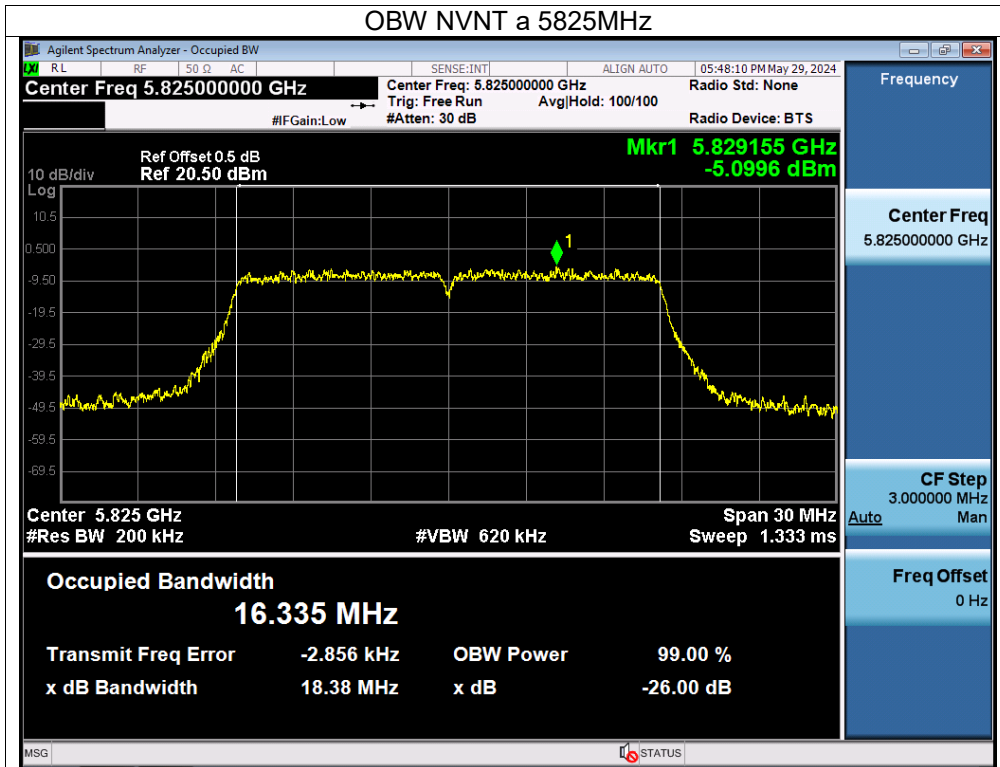 OBW NVNT a 5825MHz
Agilent Spectrum Analyzer - Occupied BW
LXI RL RF 50 Ω AC SENSE:INT ALIGN AUTO 05:48:10 PM May 29, 2024
Center Freq 5.825000000 GHz
Center Freq: 5.825000000 GHz
Radio Std: None
Trig: Free Run Avg|Hold: 100/100
#IFGain:Low
#Atten: 30 dB
Radio Device: BTS
Mkr1 5.829155 GHz
-5.0996 dBm
Ref Offset 0.5 dB
10 dB/div Ref 20.50 dBm
Log
10.5
0.500
-9.50
-19.5
-29.5
-39.5
-49.5
-59.5
-69.5
1
Center 5.825 GHz Span 30 MHz
#Res BW 200 kHz #VBW 620 kHz Sweep 1.333 ms
Occupied Bandwidth
16.335 MHz
Transmit Freq Error -2.856 kHz OBW Power 99.00 %
x dB Bandwidth 18.38 MHz x dB -26.00 dB
MSG STATUS
Frequency
Center Freq
5.825000000 GHz
CF Step
3.000000 MHz
Auto Man
Freq Offset
0 Hz